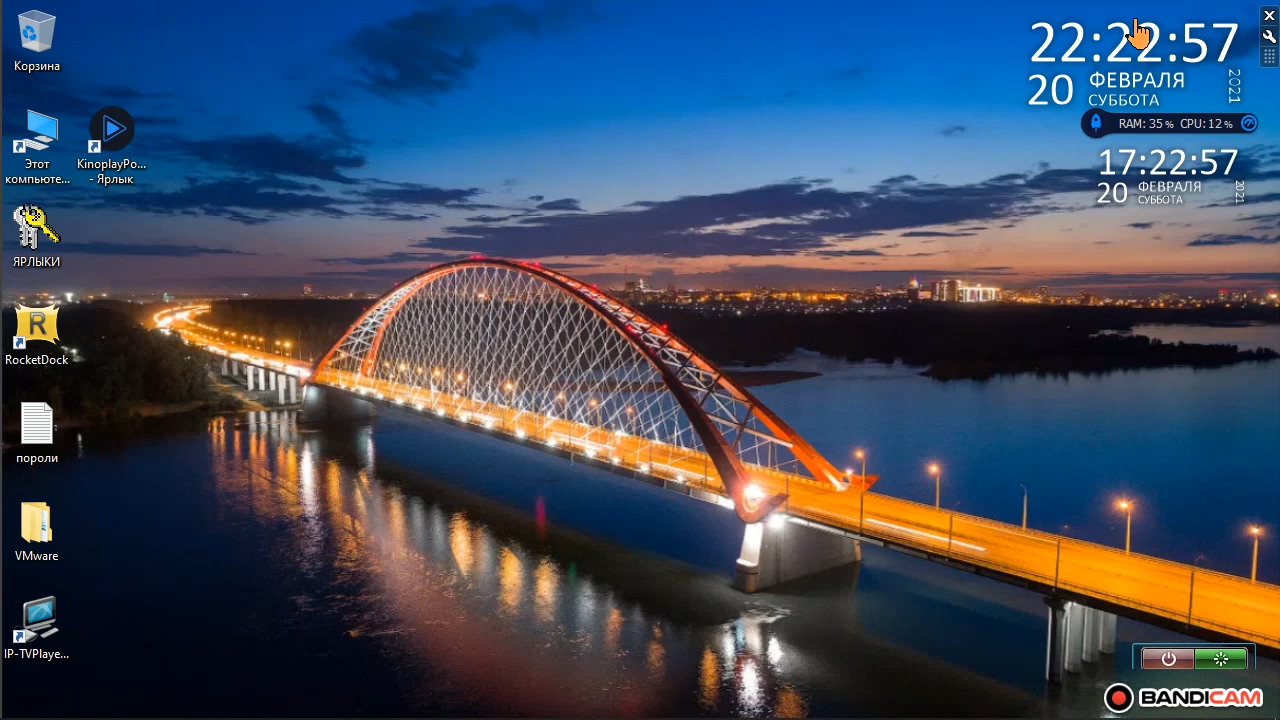 Корзина
Этот
компьюте...
KinoplayPo...
- Ярлык
ЯРЛЫКИ
RocketDock
R
пороли
VMware
IP-TVPlaye...
22:22:57
20
ФЕВРАЛЯ
СУББОТА
2021
RAM: 35 % CPU: 12 %
17:22:57
20
ФЕВРАЛЯ
СУББОТА
2021
BANDICAM